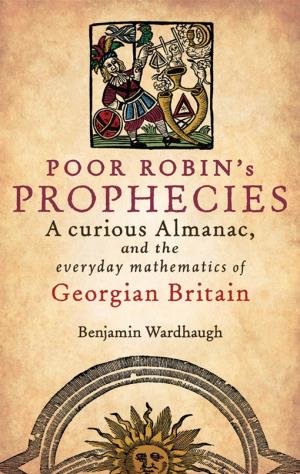 POOR ROBIN's
PROPHECIES
A curious Almanac,
and the
everyday mathematics of
Georgian Britain
Benjamin Wardhaugh